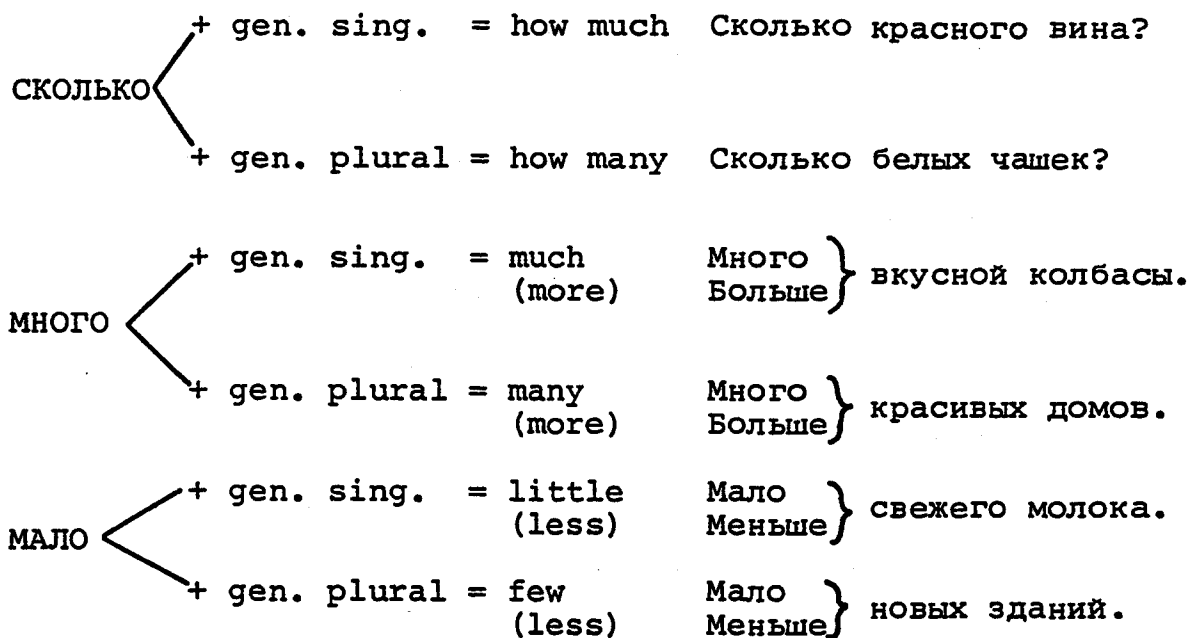 + gen. sing. = how much Сколько красного вина?
СКОЛЬКО
+ gen. plural = how many Сколько белых чашек?
+ gen. sing. = much Много
(more) Больше } вкусной колбасы.
МНОГО
+ gen. plural = many Много
(more) Больше } красивых домов.
+ gen. sing. = little Мало
(less) Меньше } свежего молока.
МАЛО
+ gen. plural = few Мало
(less) Меньше } новых зданий.